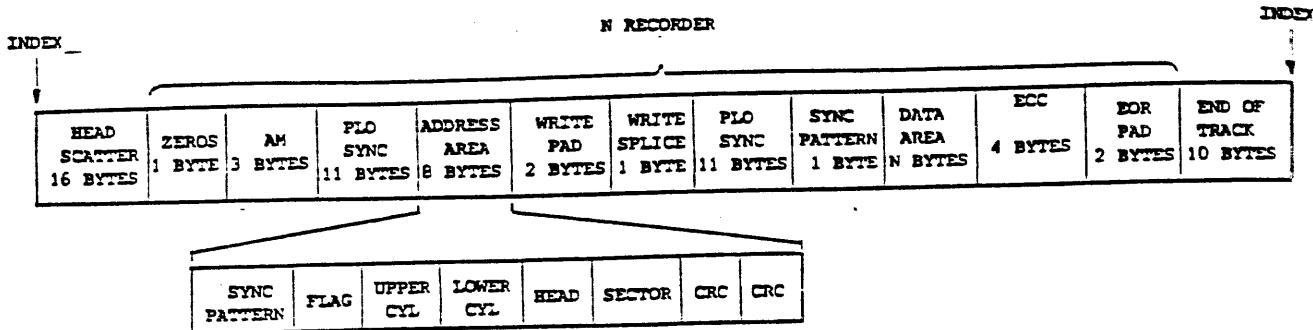 N RECORDER
INDEX
INDEX
HEAD SCATTER 16 BYTES
ZEROS 1 BYTE
AM 3 BYTES
PLO SYNC 11 BYTES
ADDRESS AREA 8 BYTES
WRITE PAD 2 BYTES
WRITE SPLICE 1 BYTE
PLO SYNC 11 BYTES
SYNC PATTERN 1 BYTE
DATA AREA N BYTES
ECC 4 BYTES
EOR PAD 2 BYTES
END OF TRACK 10 BYTES
SYNC PATTERN
FLAG
UPPER CYL
LOWER CYL
HEAD
SECTOR
CRC
CRC